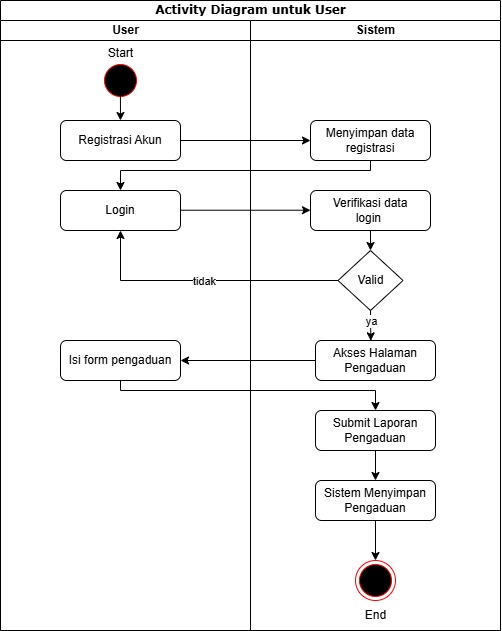 Activity Diagram untuk User
User
Sistem
Start
Registrasi Akun
Menyimpan data
registrasi
Login
Verifikasi data
login
Valid
tidak
ya
Isi form pengaduan
Akses Halaman
Pengaduan
Submit Laporan
Pengaduan
Sistem Menyimpan
Pengaduan
End